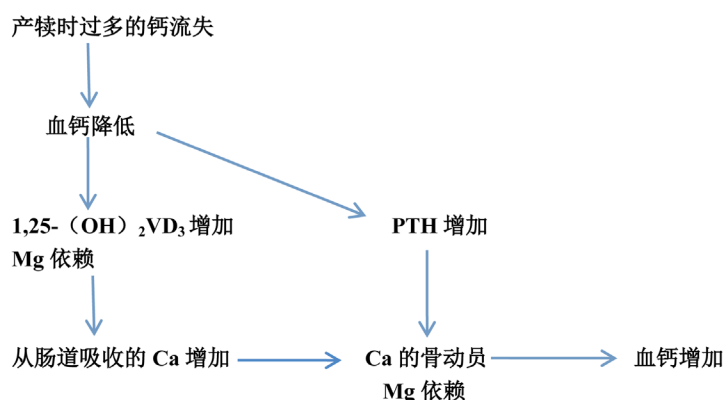 产犊时过多的钙流失
血钙降低
1,25-（OH）₂VD₃ 增加
Mg 依赖
PTH 增加
从肠道吸收的 Ca 增加
Ca 的骨动员
Mg 依赖
血钙增加